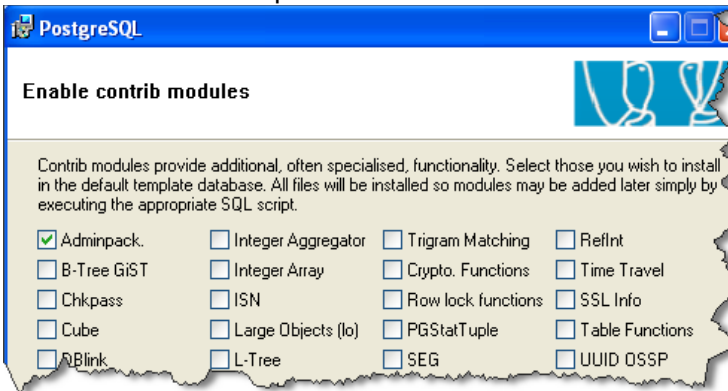 PostgreSQL
Enable contrib modules
Contrib modules provide additional, often specialised, functionality. Select those you wish to install
in the default template database. All files will be installed so modules may be added later simply by
executing the appropriate SQL script.
Adminpack. Integer Aggregator Trigram Matching RefInt
B-Tree GiST Integer Array Crypto. Functions Time Travel
Chkpass ISN Row lock functions SSL Info
Cube Large Objects (lo) PGStatTuple Table Functions
DBlink L-Tree SEG UUID OSSP